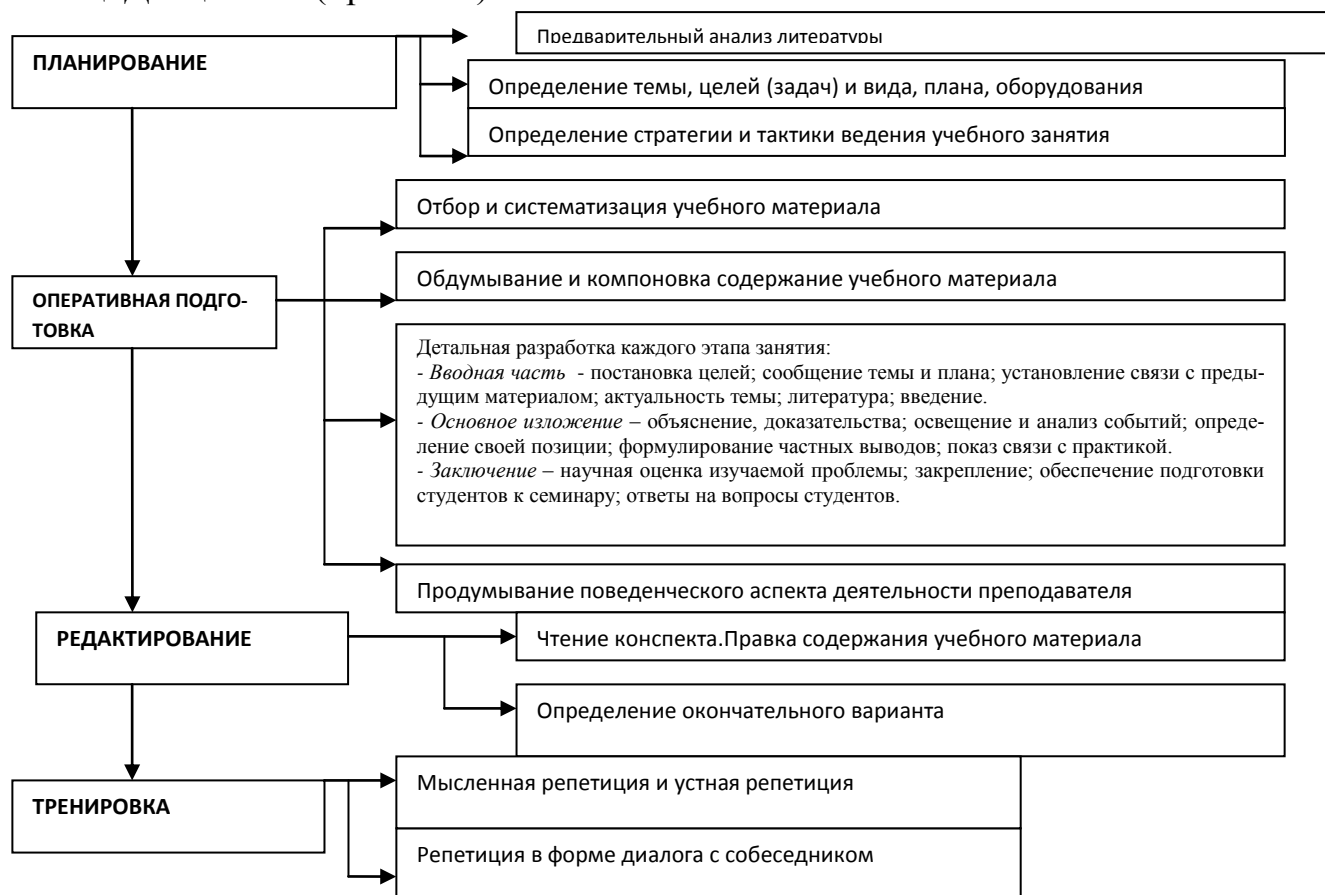 Предварительный анализ литературы
ПЛАНИРОВАНИЕ
Определение темы, целей (задач) и вида, плана, оборудования
Определение стратегии и тактики ведения учебного занятия
Отбор и систематизация учебного материала
Обдумывание и компоновка содержание учебного материала
ОПЕРАТИВНАЯ ПОДГО-
ТОВКА
Детальная разработка каждого этапа занятия:
- Вводная часть - постановка целей; сообщение темы и плана; установление связи с преды-
дущим материалом; актуальность темы; литература; введение.
- Основное изложение – объяснение, доказательства; освещение и анализ событий; опреде-
ление своей позиции; формулирование частных выводов; показ связи с практикой.
- Заключение – научная оценка изучаемой проблемы; закрепление; обеспечение подготовки
студентов к семинару; ответы на вопросы студентов.
Продумывание поведенческого аспекта деятельности преподавателя
РЕДАКТИРОВАНИЕ
Чтение конспекта.Правка содержания учебного материала
Определение окончательного варианта
Мысленная репетиция и устная репетиция
ТРЕНИРОВКА
Репетиция в форме диалога с собеседником